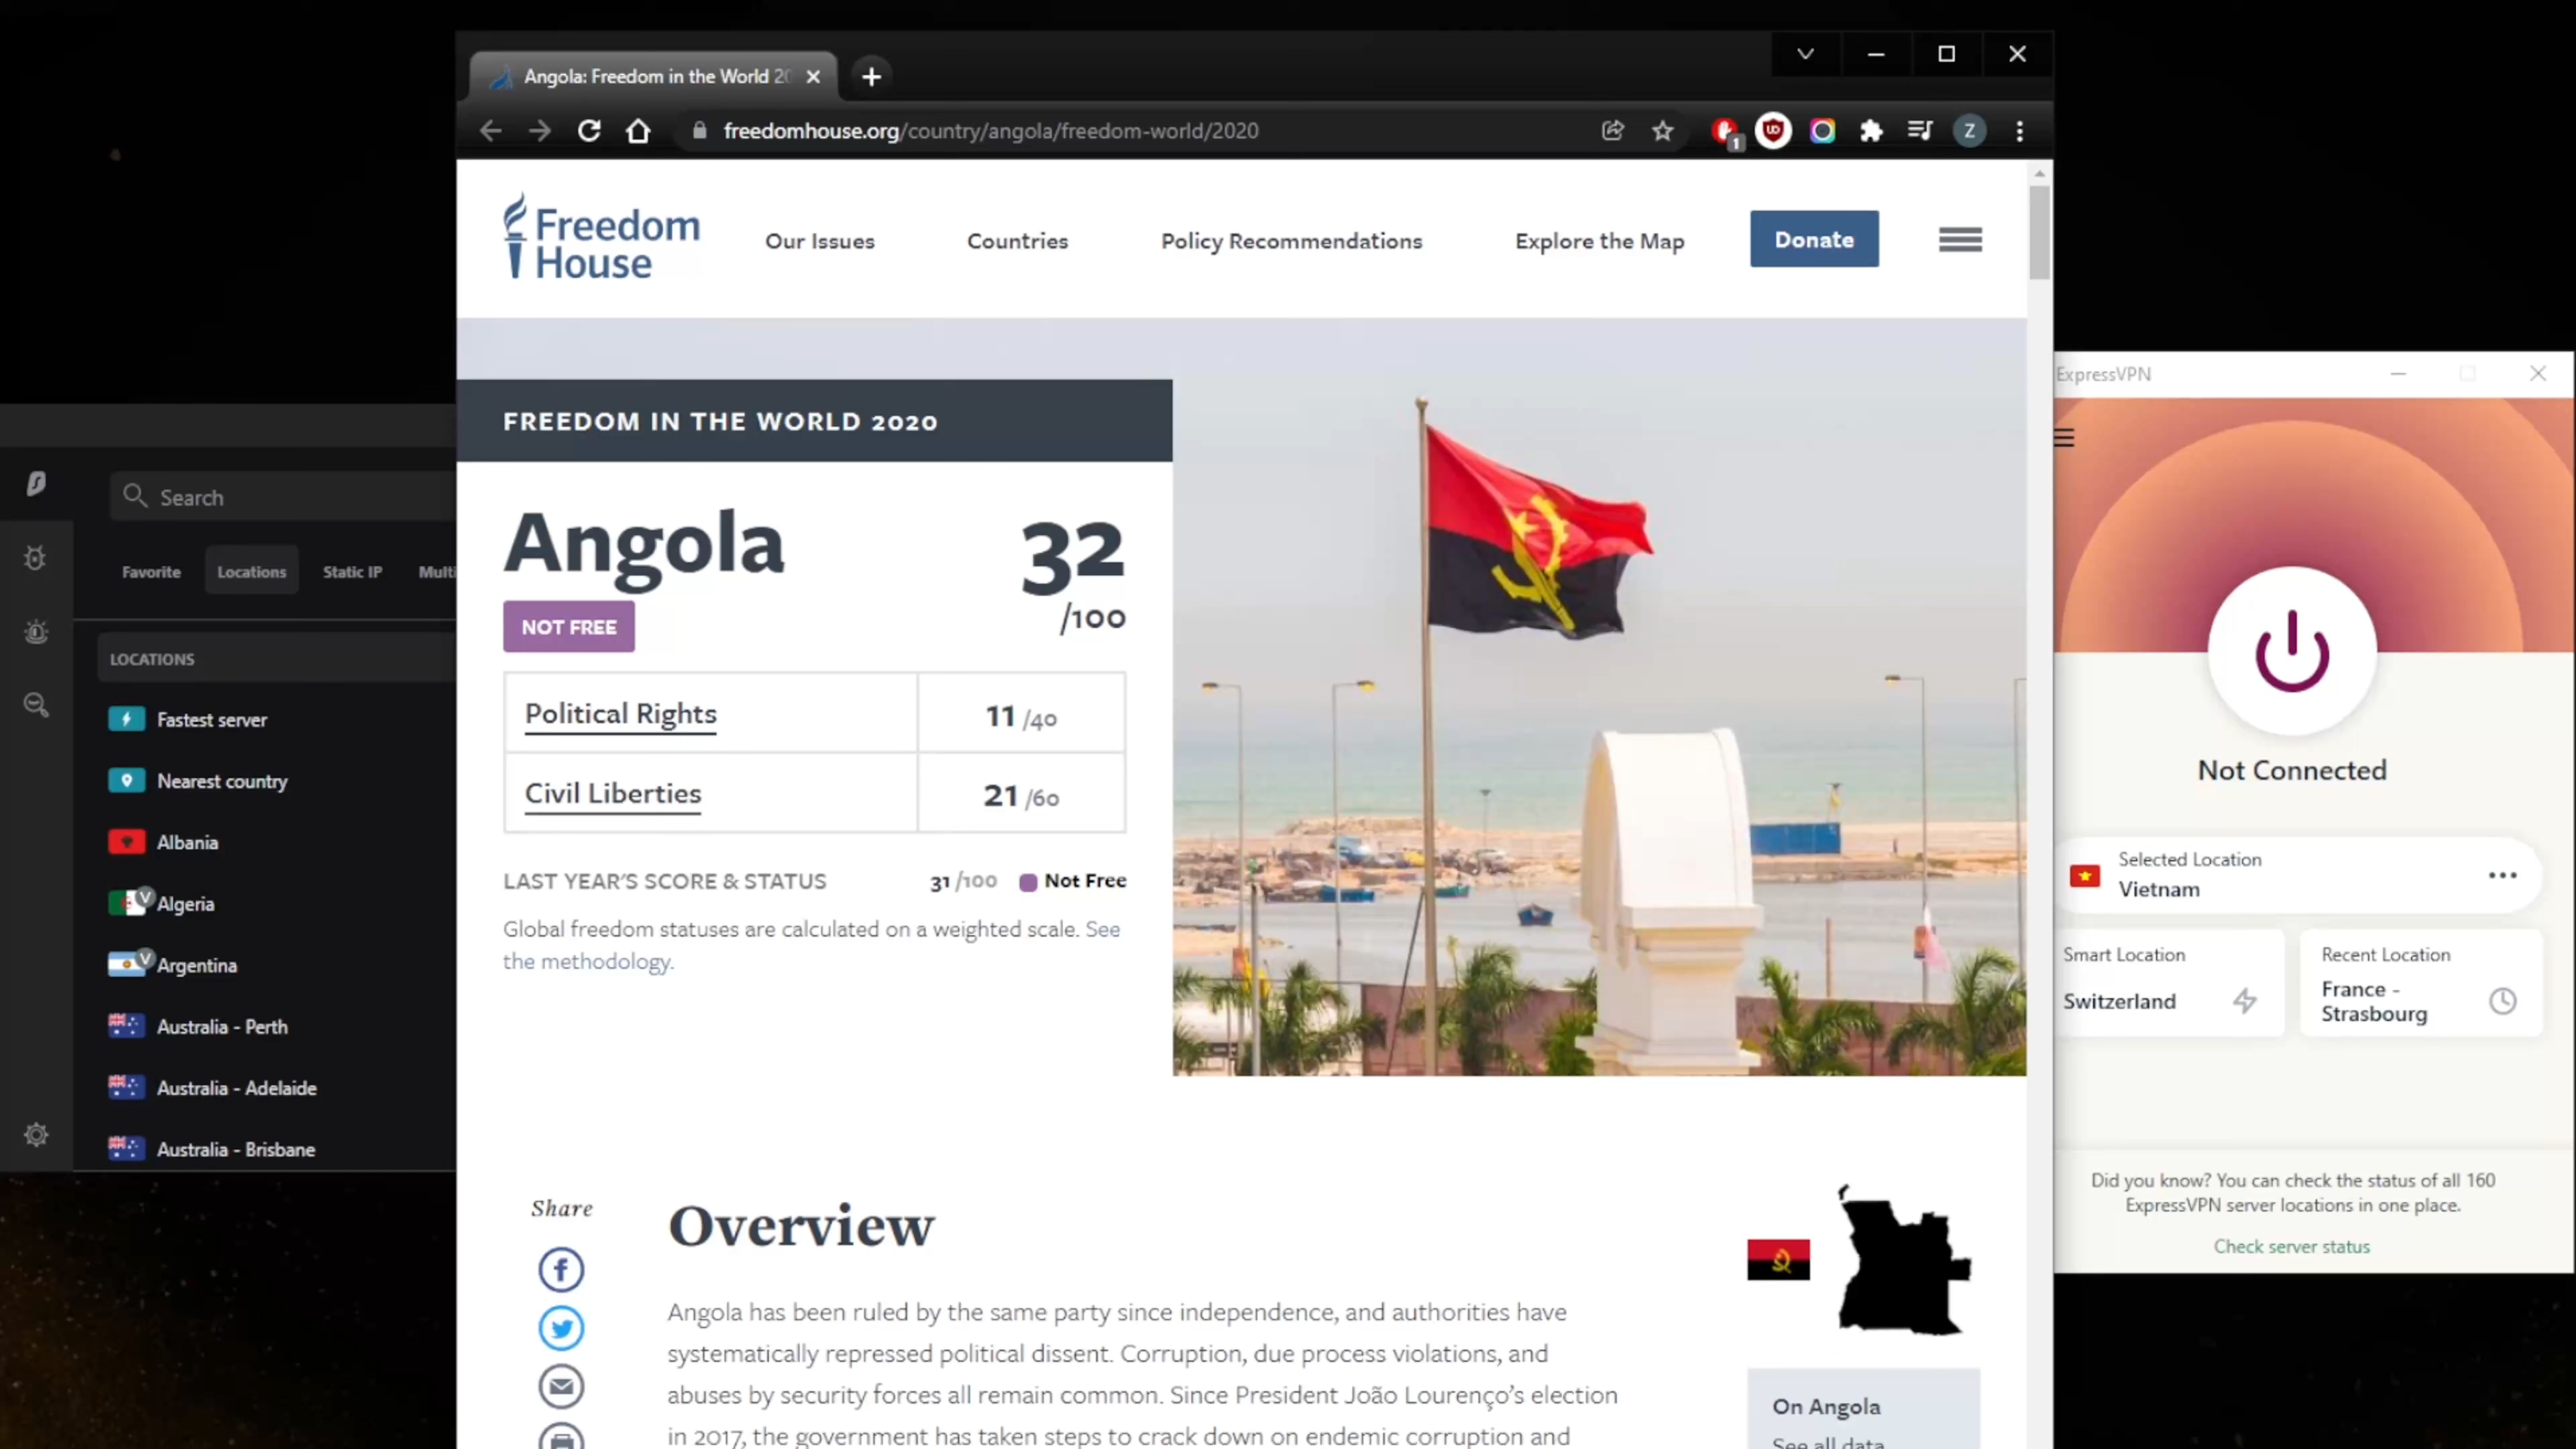 Angola: Freedom in the World 20
freedomhouse.org/country/angola/freedom-world/2020
1
Z
Freedom
House
Our Issues
Countries
Policy Recommendations
Explore the Map
Donate
FREEDOM IN THE WORLD 2020
Angola
32
/100
NOT FREE
Political Rights 11 /40
Civil Liberties 21 /60
LAST YEAR'S SCORE & STATUS 31 /100 Not Free
Global freedom statuses are calculated on a weighted scale. See
the methodology.
Share
Overview
Angola has been ruled by the same party since independence, and authorities have
systematically repressed political dissent. Corruption, due process violations, and
abuses by security forces all remain common. Since President João Lourenço's election
in 2017, the government has taken steps to crack down on endemic corruption and
On Angola
See all data
Search
Favorite
Locations
Static IP
Multi
LOCATIONS
Fastest server
Nearest country
Albania
V
Algeria
V
Argentina
Australia - Perth
Australia - Adelaide
Australia - Brisbane
ExpressVPN
Not Connected
Selected Location
Vietnam
Smart Location
Switzerland
Recent Location
France -
Strasbourg
Did you know? You can check the status of all 160
ExpressVPN server locations in one place.
Check server status